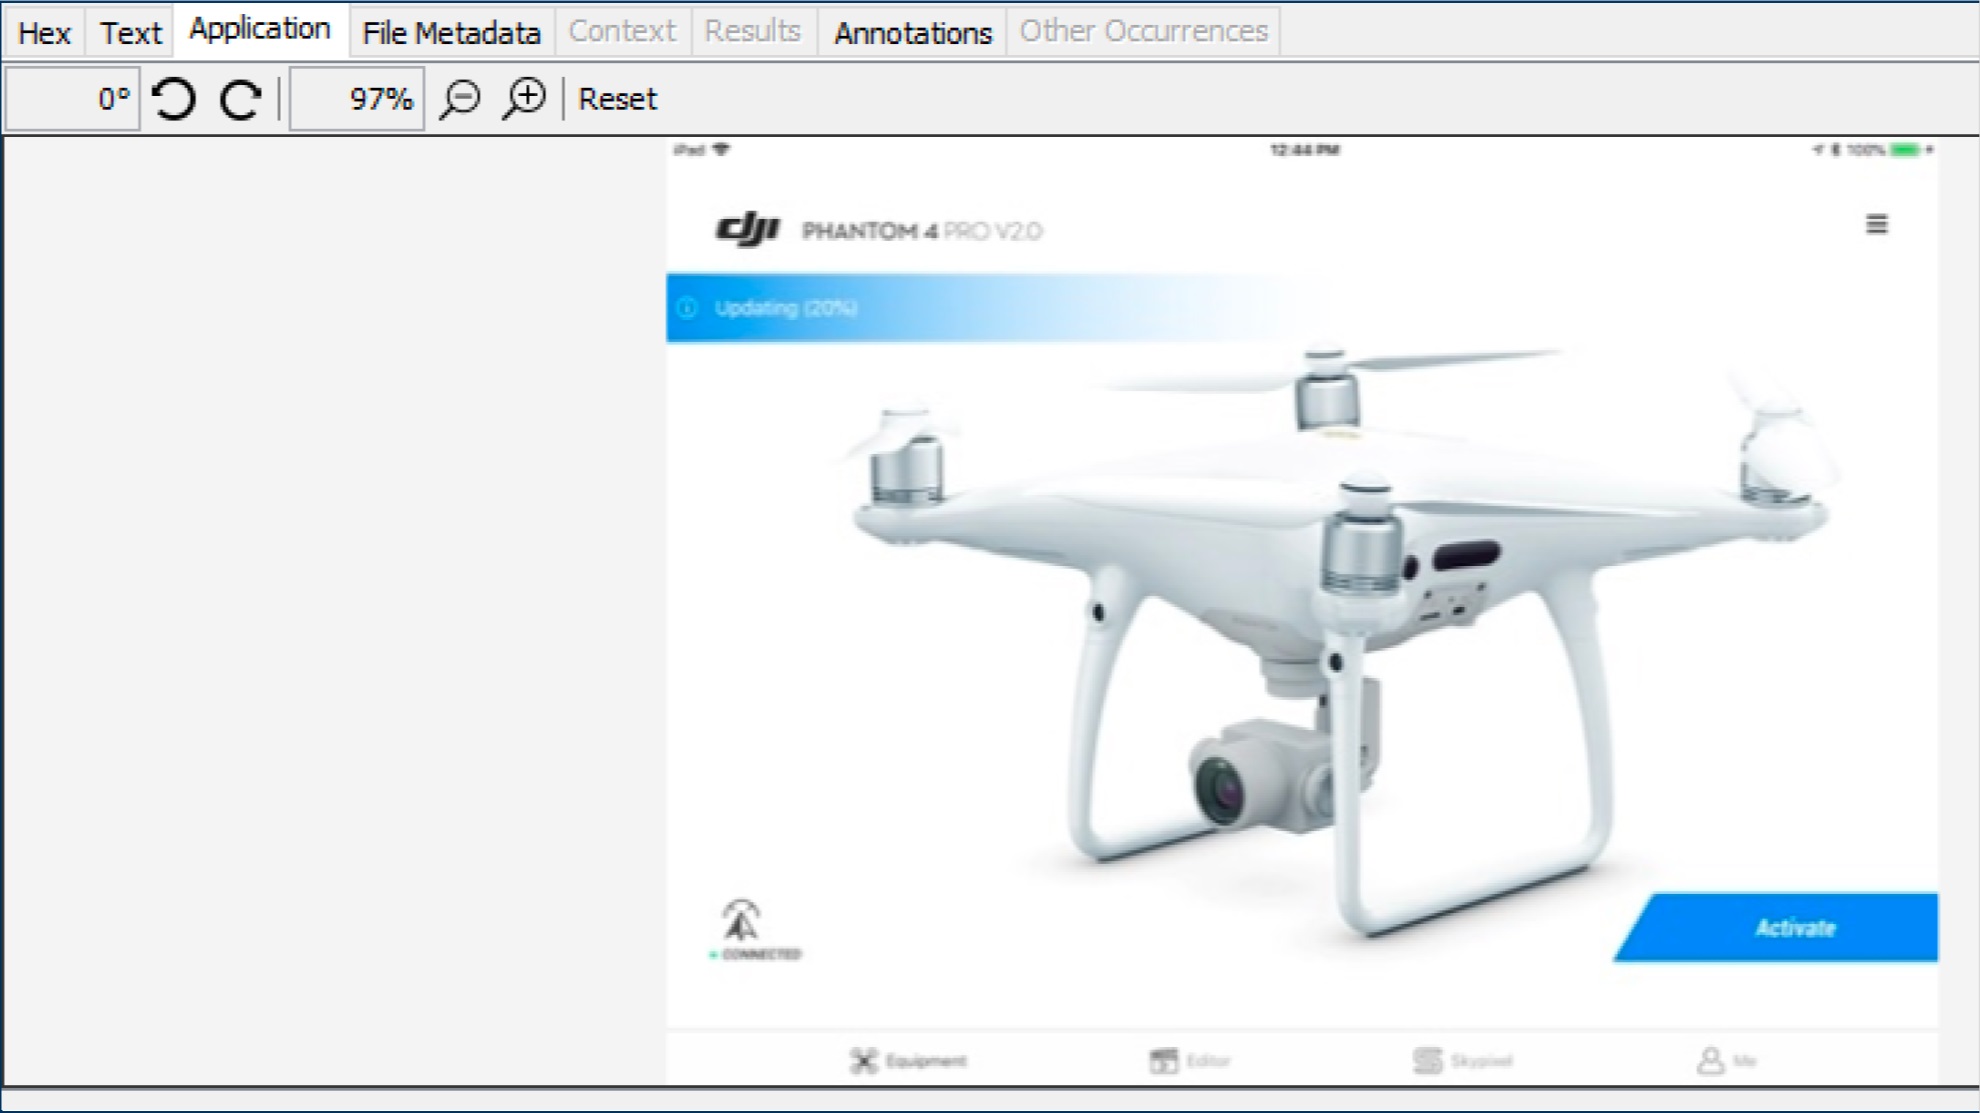 Hex Text Application File Metadata Context Results Annotations Other Occurrences
0° 97% Reset
iPad 12:44 PM 100%
dji PHANTOM 4 PRO V2.0
Updating (20%)
CONNECTED
Activate
Equipment Editor Skypixel Me